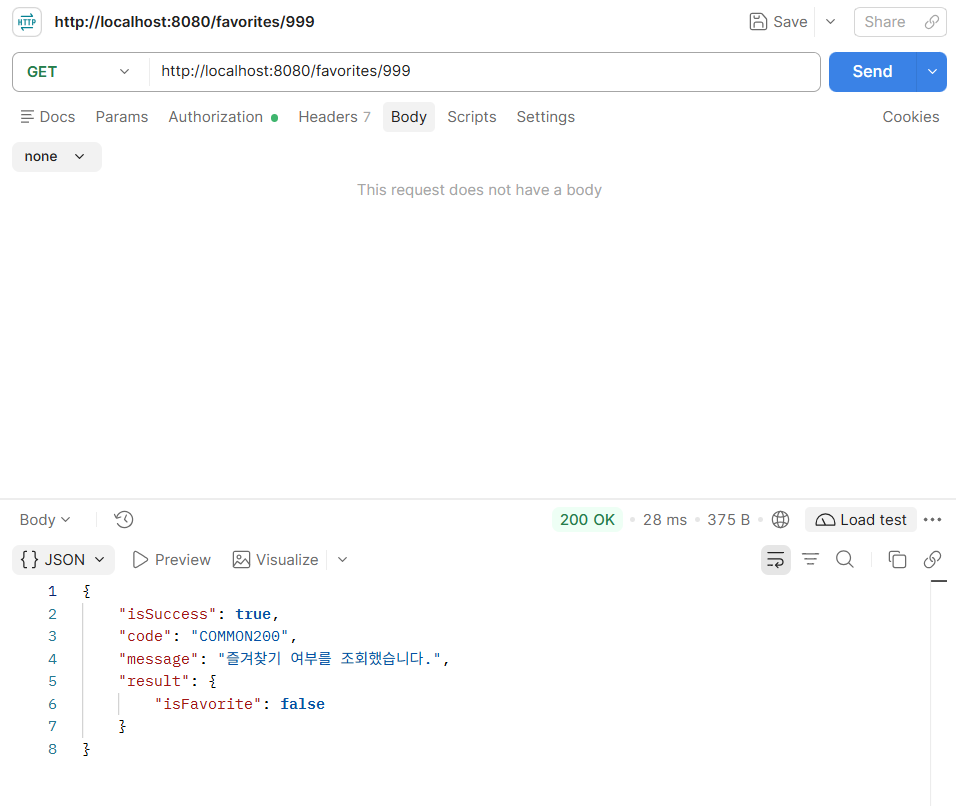 HTTP http://localhost:8080/favorites/999 Save Share
GET http://localhost:8080/favorites/999 Send
Docs Params Authorization Headers 7 Body Scripts Settings Cookies
none
This request does not have a body
Body 200 OK 28 ms 375 B Load test
{} JSON Preview Visualize
1 {
2 "isSuccess": true,
3 "code": "COMMON200",
4 "message": "즐겨찾기 여부를 조회했습니다.",
5 "result": {
6 "isFavorite": false
7 }
8 }